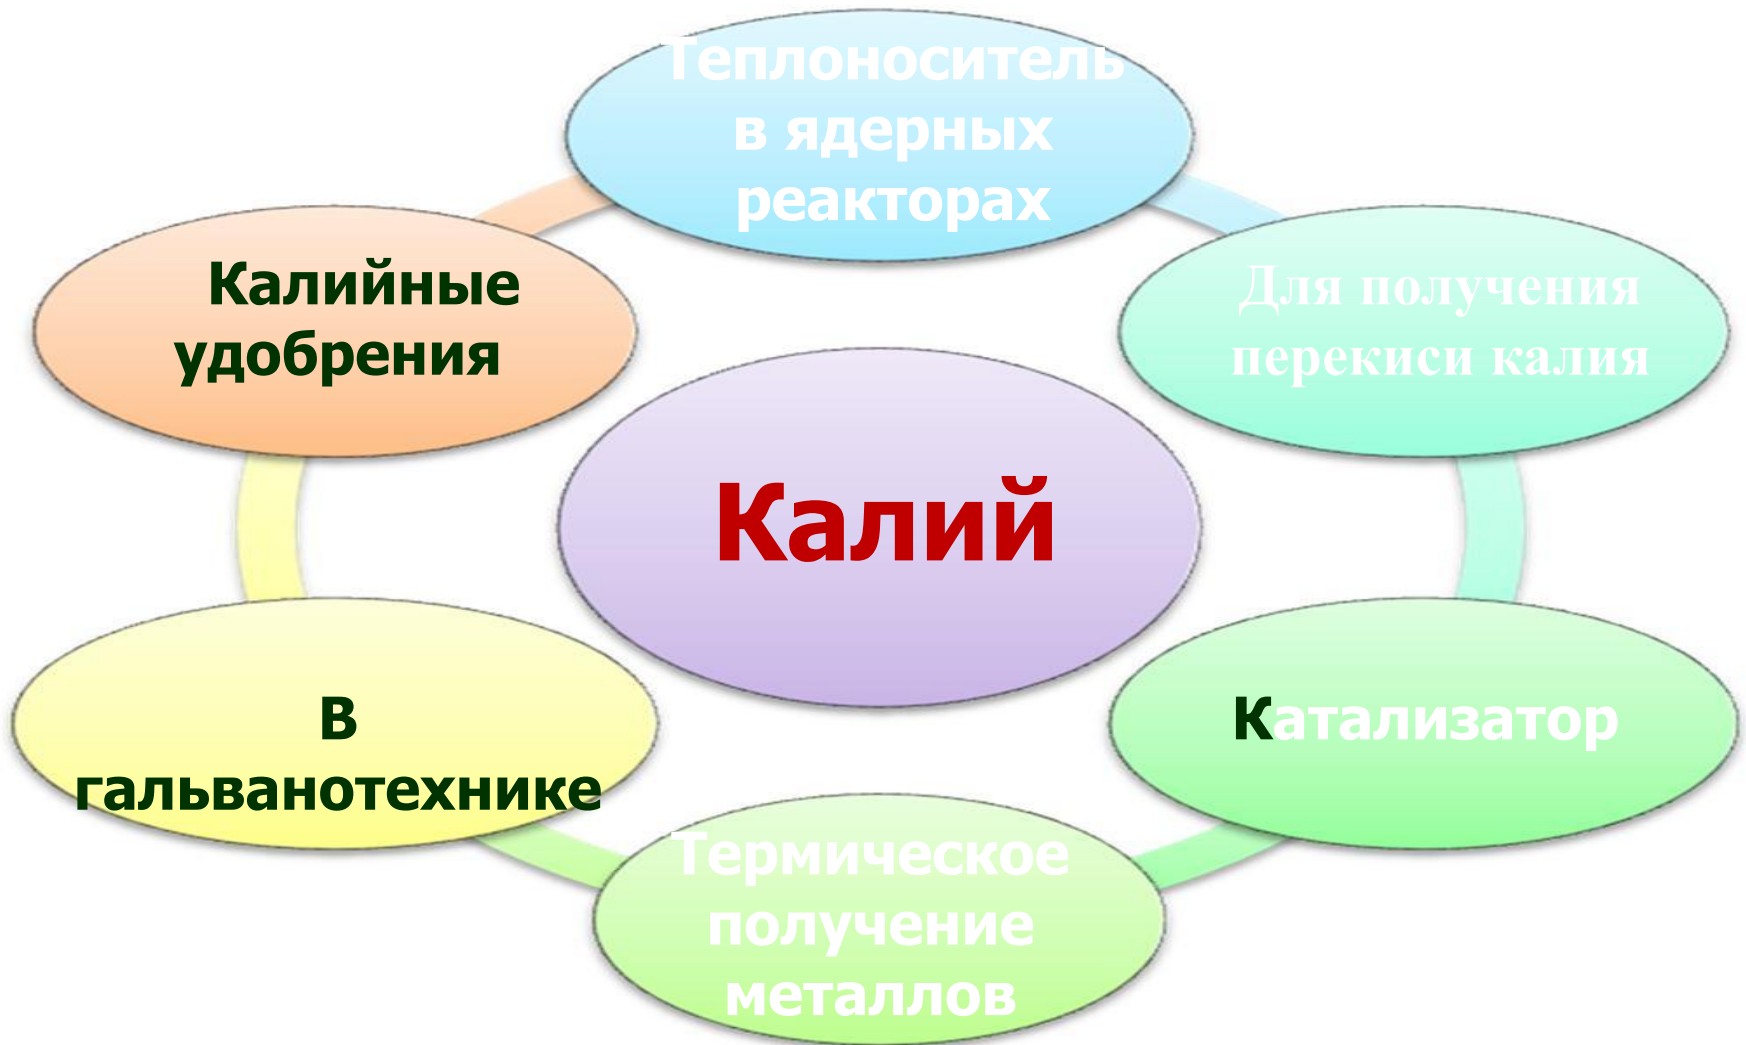 Теплоноситель
в ядерных
реакторах
Калийные
удобрения
Для получения
перекиси калия
Калий
В
гальванотехнике
Катализатор
Термическое
получение
металлов